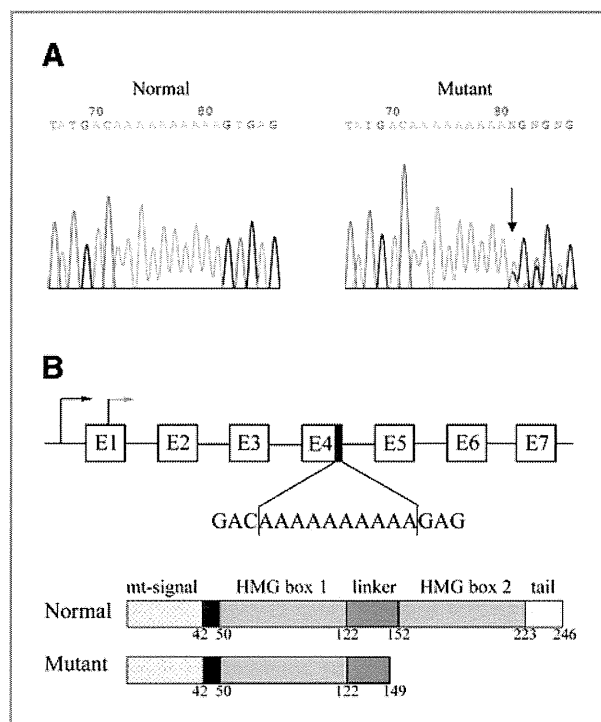 A
Normal
Mutant
70 80
70 80
B
E1 E2 E3 E4 E5 E6 E7
GACAAAAAAAAAAGAG
mt-signal HMG box 1 linker HMG box 2 tail
Normal
42 50 122 152 223 246
Mutant
42 50 122 149